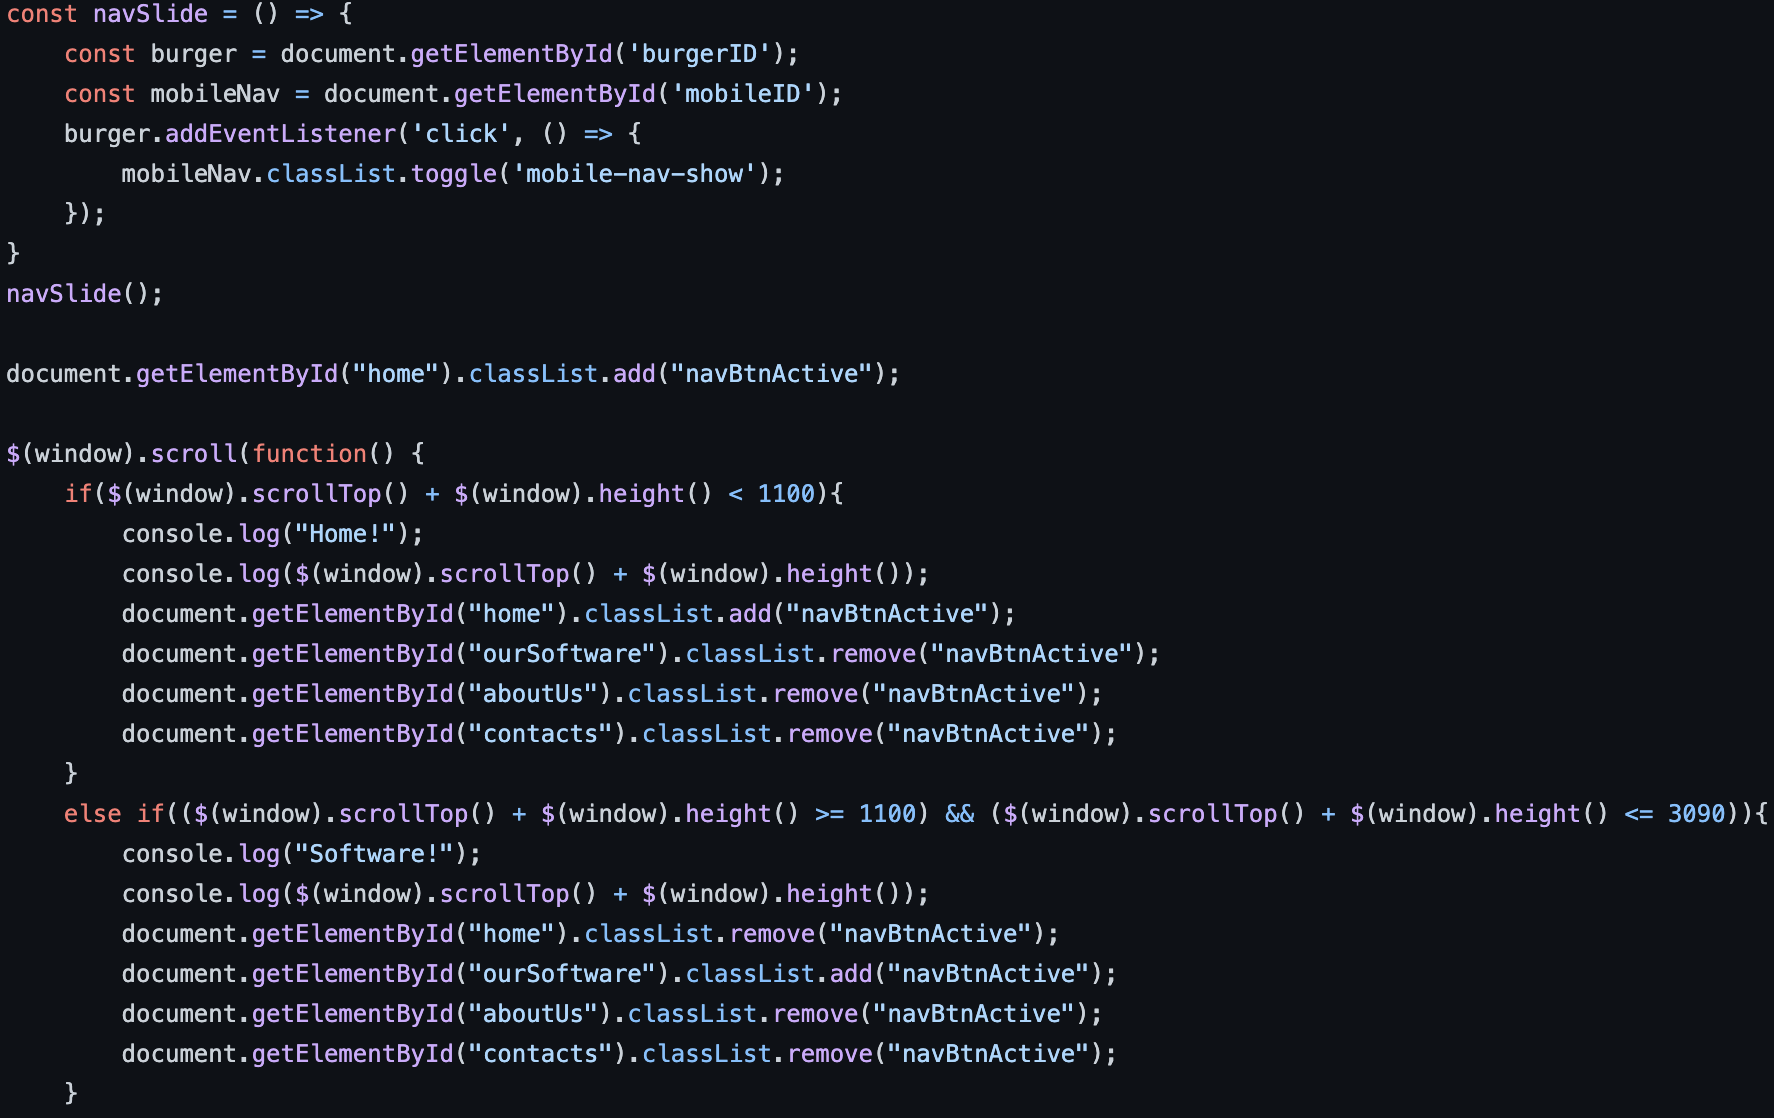 const navSlide = () => {
    const burger = document.getElementById('burgerID');
    const mobileNav = document.getElementById('mobileID');
    burger.addEventListener('click', () => {
        mobileNav.classList.toggle('mobile-nav-show');
    });
}
navSlide();

document.getElementById("home").classList.add("navBtnActive");

$(window).scroll(function() {
    if($(window).scrollTop() + $(window).height() < 1100){
        console.log("Home!");
        console.log($(window).scrollTop() + $(window).height());
        document.getElementById("home").classList.add("navBtnActive");
        document.getElementById("ourSoftware").classList.remove("navBtnActive");
        document.getElementById("aboutUs").classList.remove("navBtnActive");
        document.getElementById("contacts").classList.remove("navBtnActive");
    }
    else if(($(window).scrollTop() + $(window).height() >= 1100) && ($(window).scrollTop() + $(window).height() <= 3090)){
        console.log("Software!");
        console.log($(window).scrollTop() + $(window).height());
        document.getElementById("home").classList.remove("navBtnActive");
        document.getElementById("ourSoftware").classList.add("navBtnActive");
        document.getElementById("aboutUs").classList.remove("navBtnActive");
        document.getElementById("contacts").classList.remove("navBtnActive");
    }